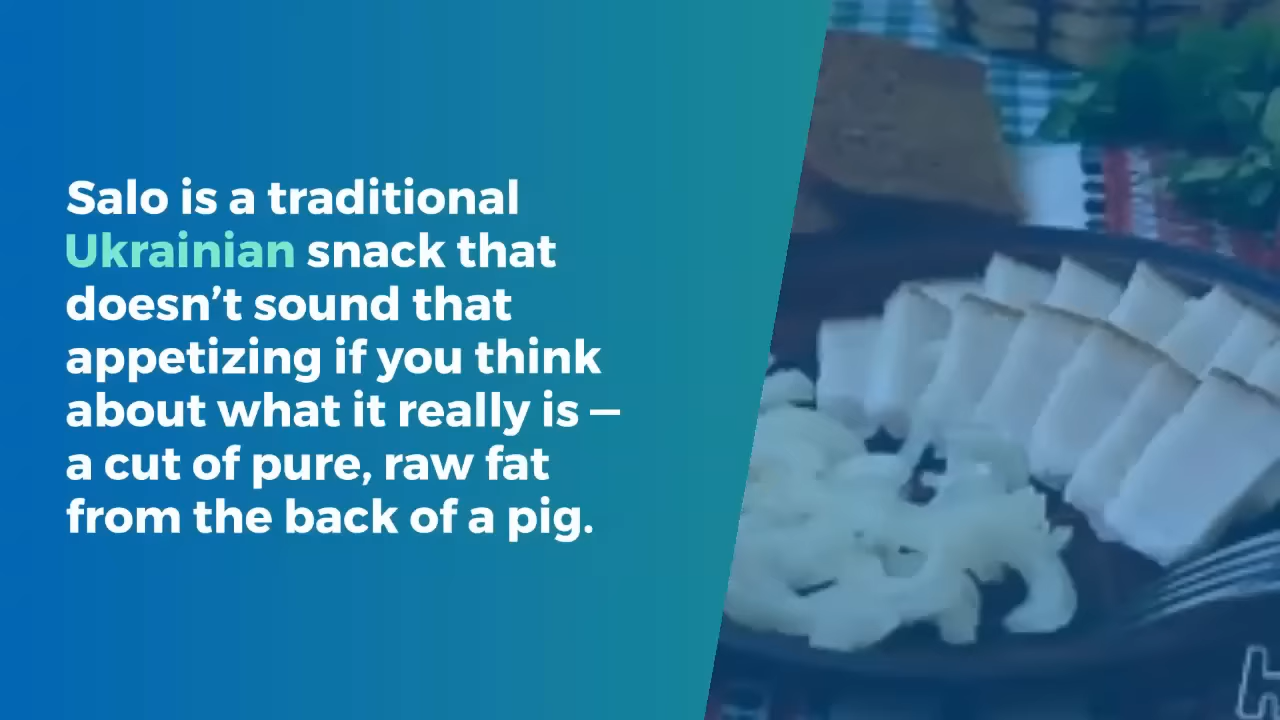 Salo is a traditional
Ukrainian snack that
doesn’t sound that
appetizing if you think
about what it really is —
a cut of pure, raw fat
from the back of a pig.